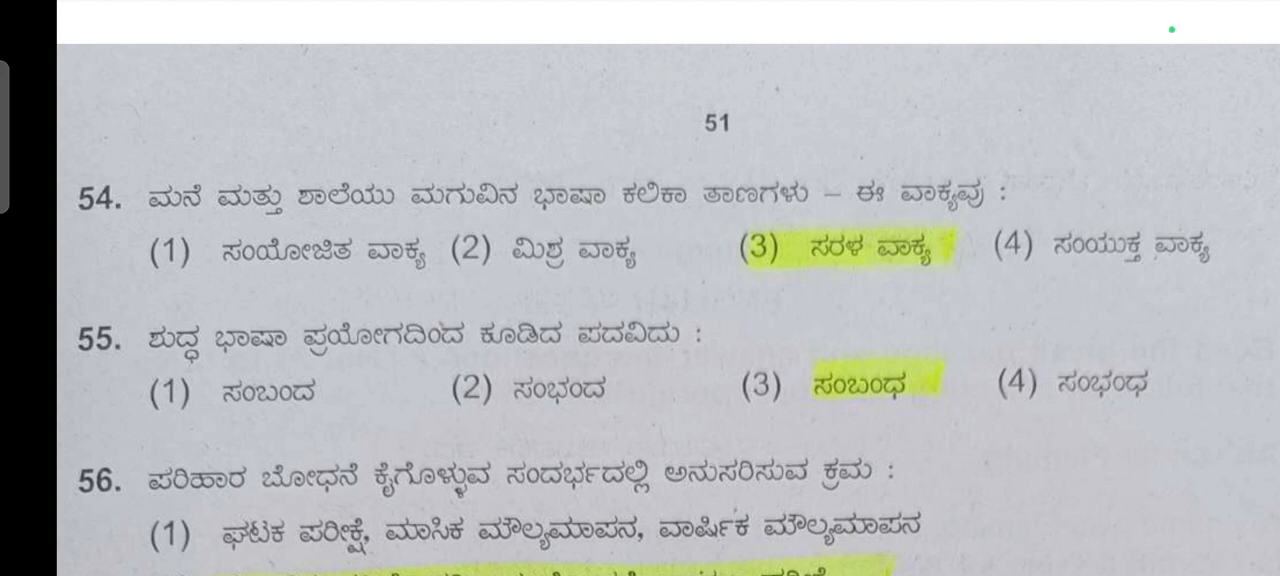 51
54. ಮನೆ ಮತ್ತು ಶಾಲೆಯು ಮಗುವಿನ ಭಾಷಾ ಕಲಿಕಾ ತಾಣಗಳು – ಈ ವಾಕ್ಯವು :
(1) ಸಂಯೋಜಿತ ವಾಕ್ಯ (2) ಮಿಶ್ರ ವಾಕ್ಯ (3) ಸರಳ ವಾಕ್ಯ (4) ಸಂಯುಕ್ತ ವಾಕ್ಯ
55. ಶುದ್ಧ ಭಾಷಾ ಪ್ರಯೋಗದಿಂದ ಕೂಡಿದ ಪದವಿದು :
(1) ಸಂಬಂದ (2) ಸಂಭಂದ (3) ಸಂಬಂಧ (4) ಸಂಭಂಧ
56. ಪರಿಹಾರ ಬೋಧನೆ ಕೈಗೊಳ್ಳುವ ಸಂದರ್ಭದಲ್ಲಿ ಅನುಸರಿಸುವ ಕ್ರಮ :
(1) ಘಟಕ ಪರೀಕ್ಷೆ, ಮಾಸಿಕ ಮೌಲ್ಯಮಾಪನ, ವಾರ್ಷಿಕ ಮೌಲ್ಯಮಾಪನ